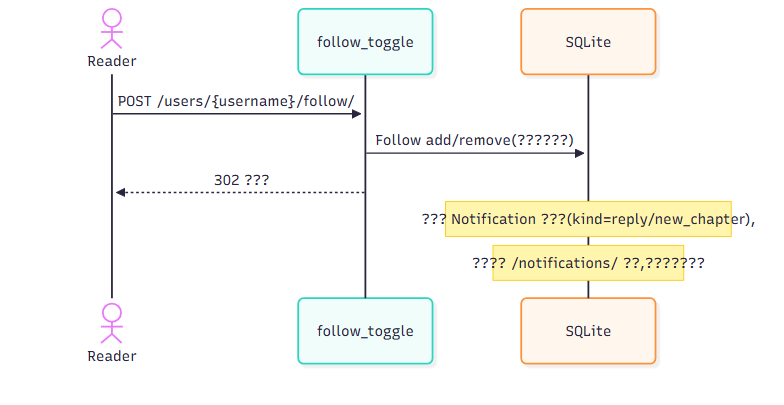 follow_toggle
SQLite
Reader
POST /users/{username}/follow/
Follow add/remove(??????)
302 ???
??? Notification ???(kind=reply/new_chapter),
???? /notifications/ ??,???????
follow_toggle
SQLite
Reader